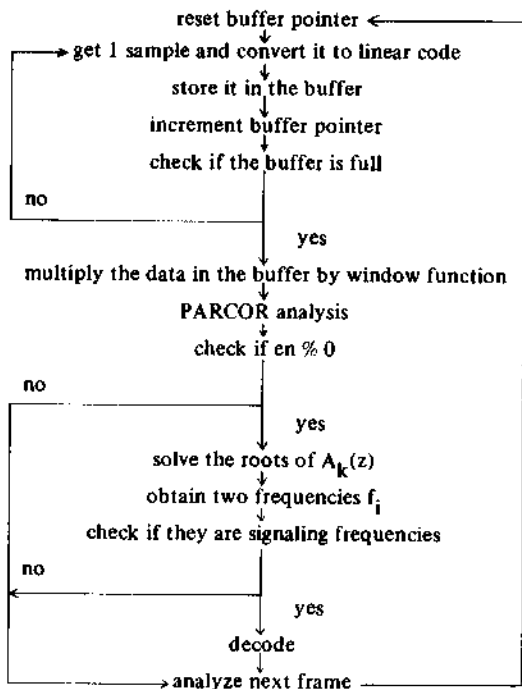 reset buffer pointer
get 1 sample and convert it to linear code
store it in the buffer
increment buffer pointer
check if the buffer is full
no
yes
multiply the data in the buffer by window function
PARCOR analysis
check if en % 0
no
yes
solve the roots of A_k(z)
obtain two frequencies f_i
check if they are signaling frequencies
no
yes
decode
analyze next frame